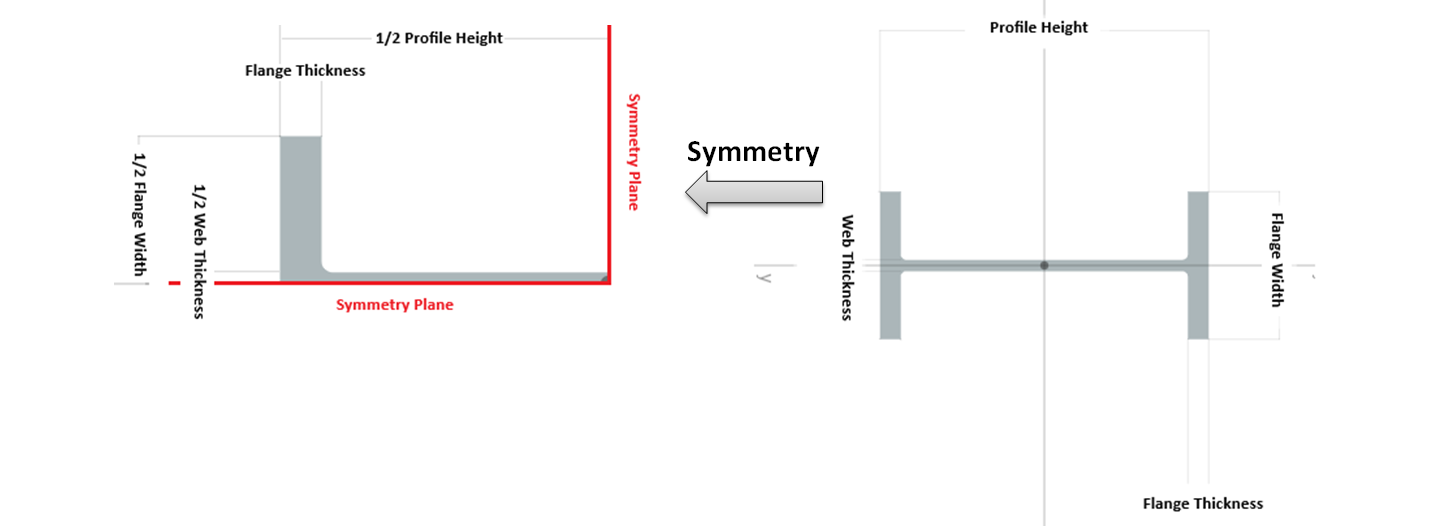 1/2 Profile Height
Flange Thickness
Symmetry Plane
1/2 Flange Width
1/2 Web Thickness
Symmetry Plane
Symmetry
Profile Height
Web Thickness
y
Flange Width
Flange Thickness